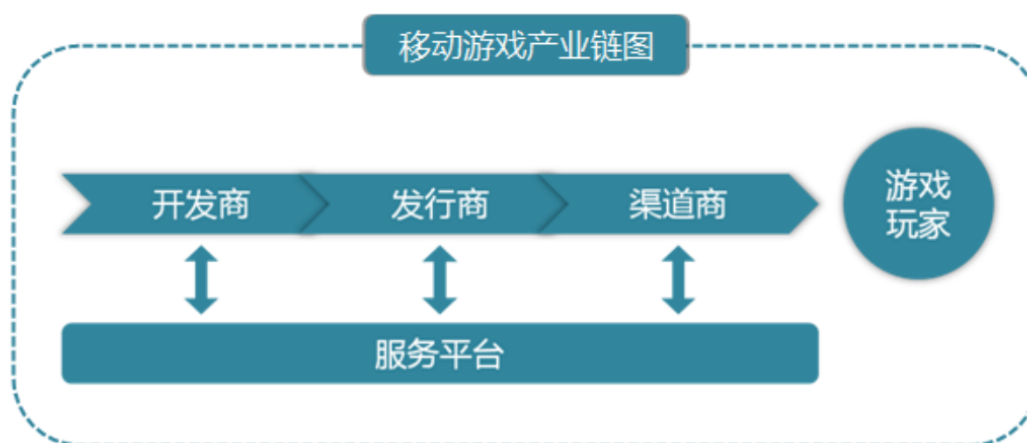 移动游戏产业链图
开发商
发行商
渠道商
游戏
玩家
服务平台